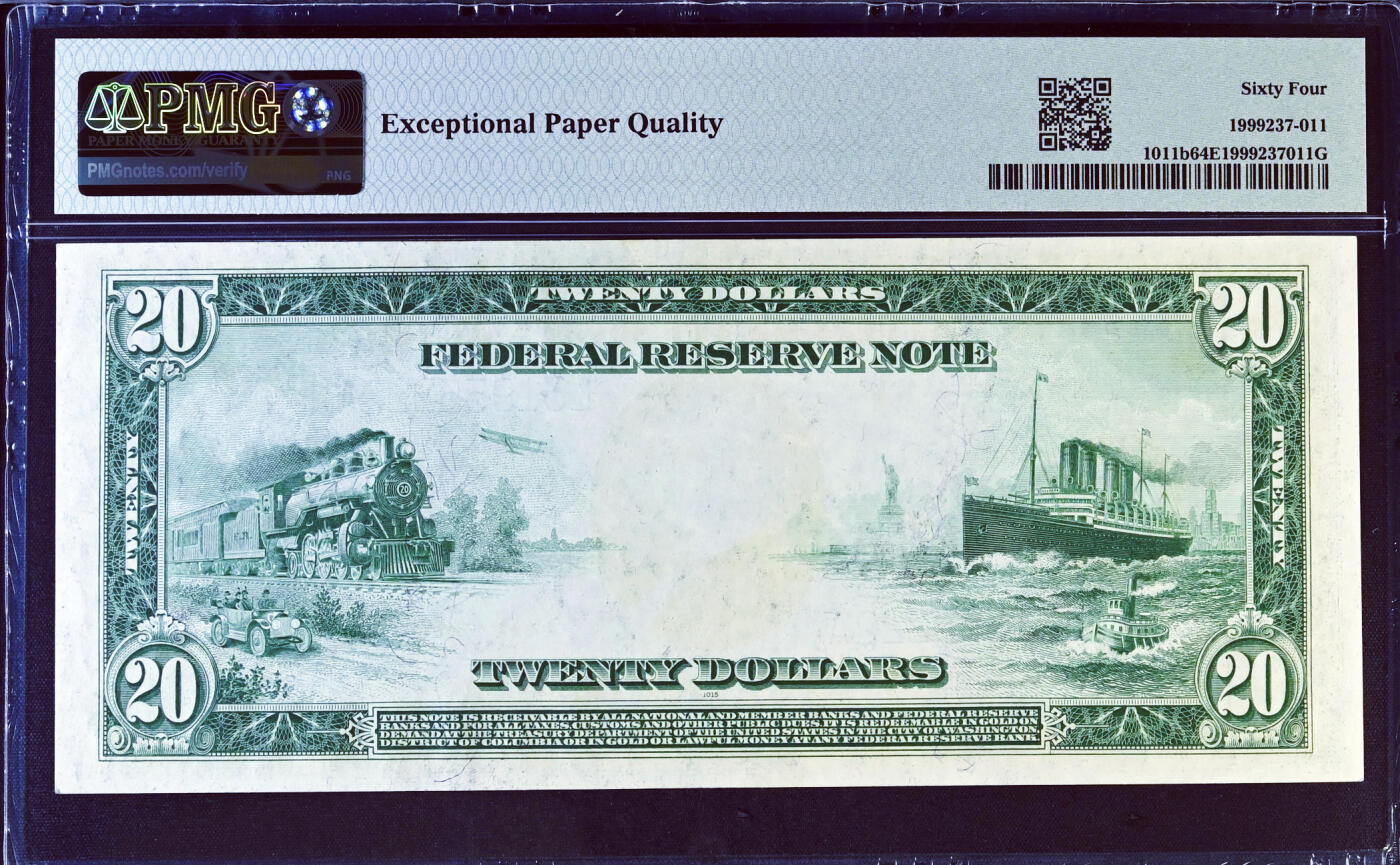 PMG
PAPER MONEY GUARANTY
PMGnotes.com/verify
PNG
Exceptional Paper Quality
Sixty Four
1999237-011
1011b64E1999237011G
20
TWENTY DOLLARS
20
FEDERAL RESERVE NOTE
TWENTY
20
TWENTY
TWENTY DOLLARS
1015
20
20
THIS NOTE IS RECEIVABLE BY ALL NATIONAL AND MEMBER BANKS AND FEDERAL RESERVE
BANKS AND FOR ALL TAXES, CUSTOMS AND OTHER PUBLIC DUES. IT IS REDEEMABLE IN GOLD ON
DEMAND AT THE TREASURY DEPARTMENT OF THE UNITED STATES IN THE CITY OF WASHINGTON,
DISTRICT OF COLUMBIA OR IN GOLD OR LAWFUL MONEY AT ANY FEDERAL RESERVE BANK.